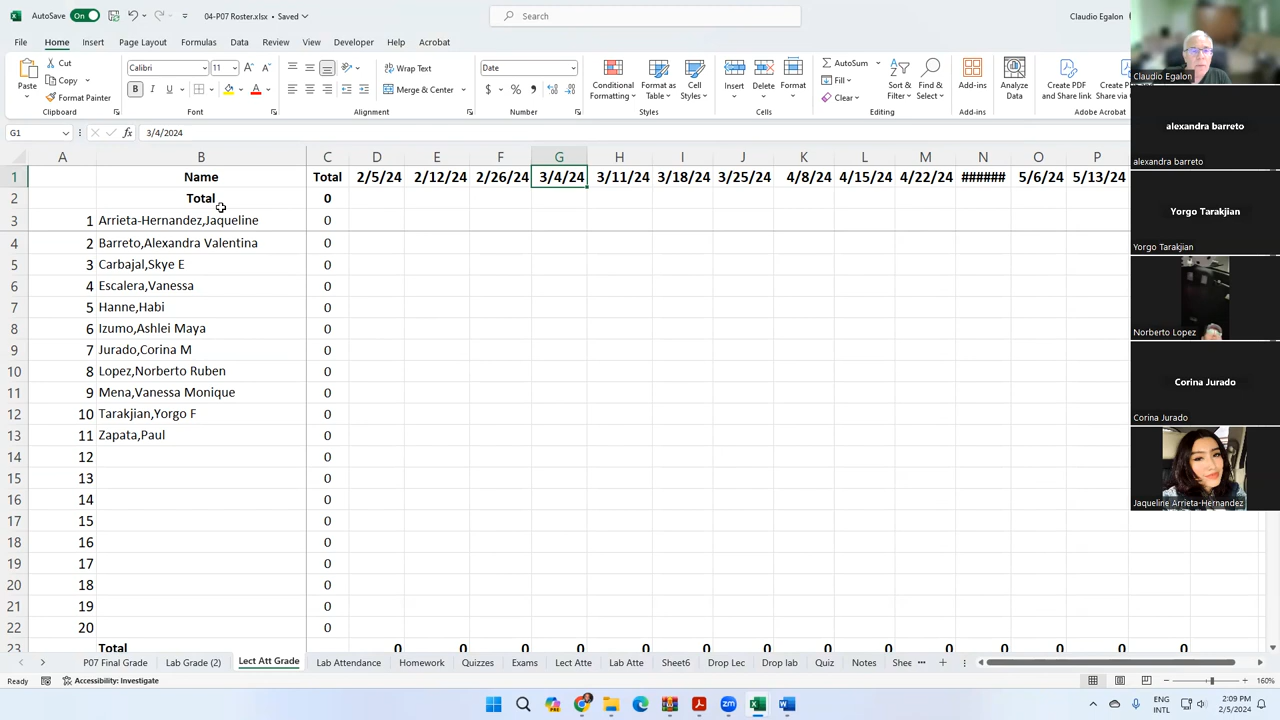 AutoSave On 04-P07 Roster.xlsx • Saved Search Claudio Egalon
File Home Insert Page Layout Formulas Data Review View Developer Help Acrobat
Paste Cut Copy Format Painter Clipboard
Calibri 11 B I U Font
Wrap Text Merge & Center Alignment
Date $ % Number
Conditional Formatting Format as Table Cell Styles Styles
Insert Delete Format Cells
AutoSum Fill Clear Sort & Filter Find & Select Editing
Add-ins Add-ins
Analyze Data
Create PDF and Share link Adobe Acrobat
G1 fx 3/4/2024
A B C D E F G H I J K L M N O P
1 Name Total 2/5/24 2/12/24 2/26/24 3/4/24 3/11/24 3/18/24 3/25/24 4/8/24 4/15/24 4/22/24 ###### 5/6/24 5/13/24
2 Total 0
3 1 Arrieta-Hernandez,Jaqueline 0
4 2 Barreto,Alexandra Valentina 0
5 3 Carbajal,Skye E 0
6 4 Escalera,Vanessa 0
7 5 Hanne,Habi 0
8 6 Izumo,Ashlei Maya 0
9 7 Jurado,Corina M 0
10 8 Lopez,Norberto Ruben 0
11 9 Mena,Vanessa Monique 0
12 10 Tarakjian,Yorgo F 0
13 11 Zapata,Paul 0
14 12 0
15 13 0
16 14 0
17 15 0
18 16 0
19 17 0
20 18 0
21 19 0
22 20 0
23 Total 0 0 0 0 0 0 0 0 0 0 0 0 0 0
P07 Final Grade Lab Grade (2) Lect Att Grade Lab Attendance Homework Quizzes Exams Lect Atte Lab Atte Sheet6 Drop Lec Drop lab Quiz Notes Shee ...
Ready Accessibility: Investigate 160%
ENG INTL 2:09 PM 2/5/2024
Claudio Egalon
alexandra barreto
alexandra barreto
Yorgo Tarakjian
Yorgo Tarakjian
Norberto Lopez
Corina Jurado
Corina Jurado
Jaqueline Arrieta-Hernandez